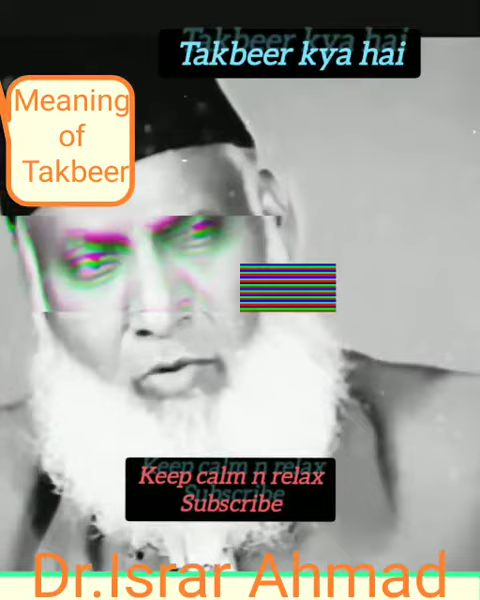 Takbeer kya hai
Meaning
of
Takbeer
Keep calm n relax
Subscribe
Dr.Israr Ahmad